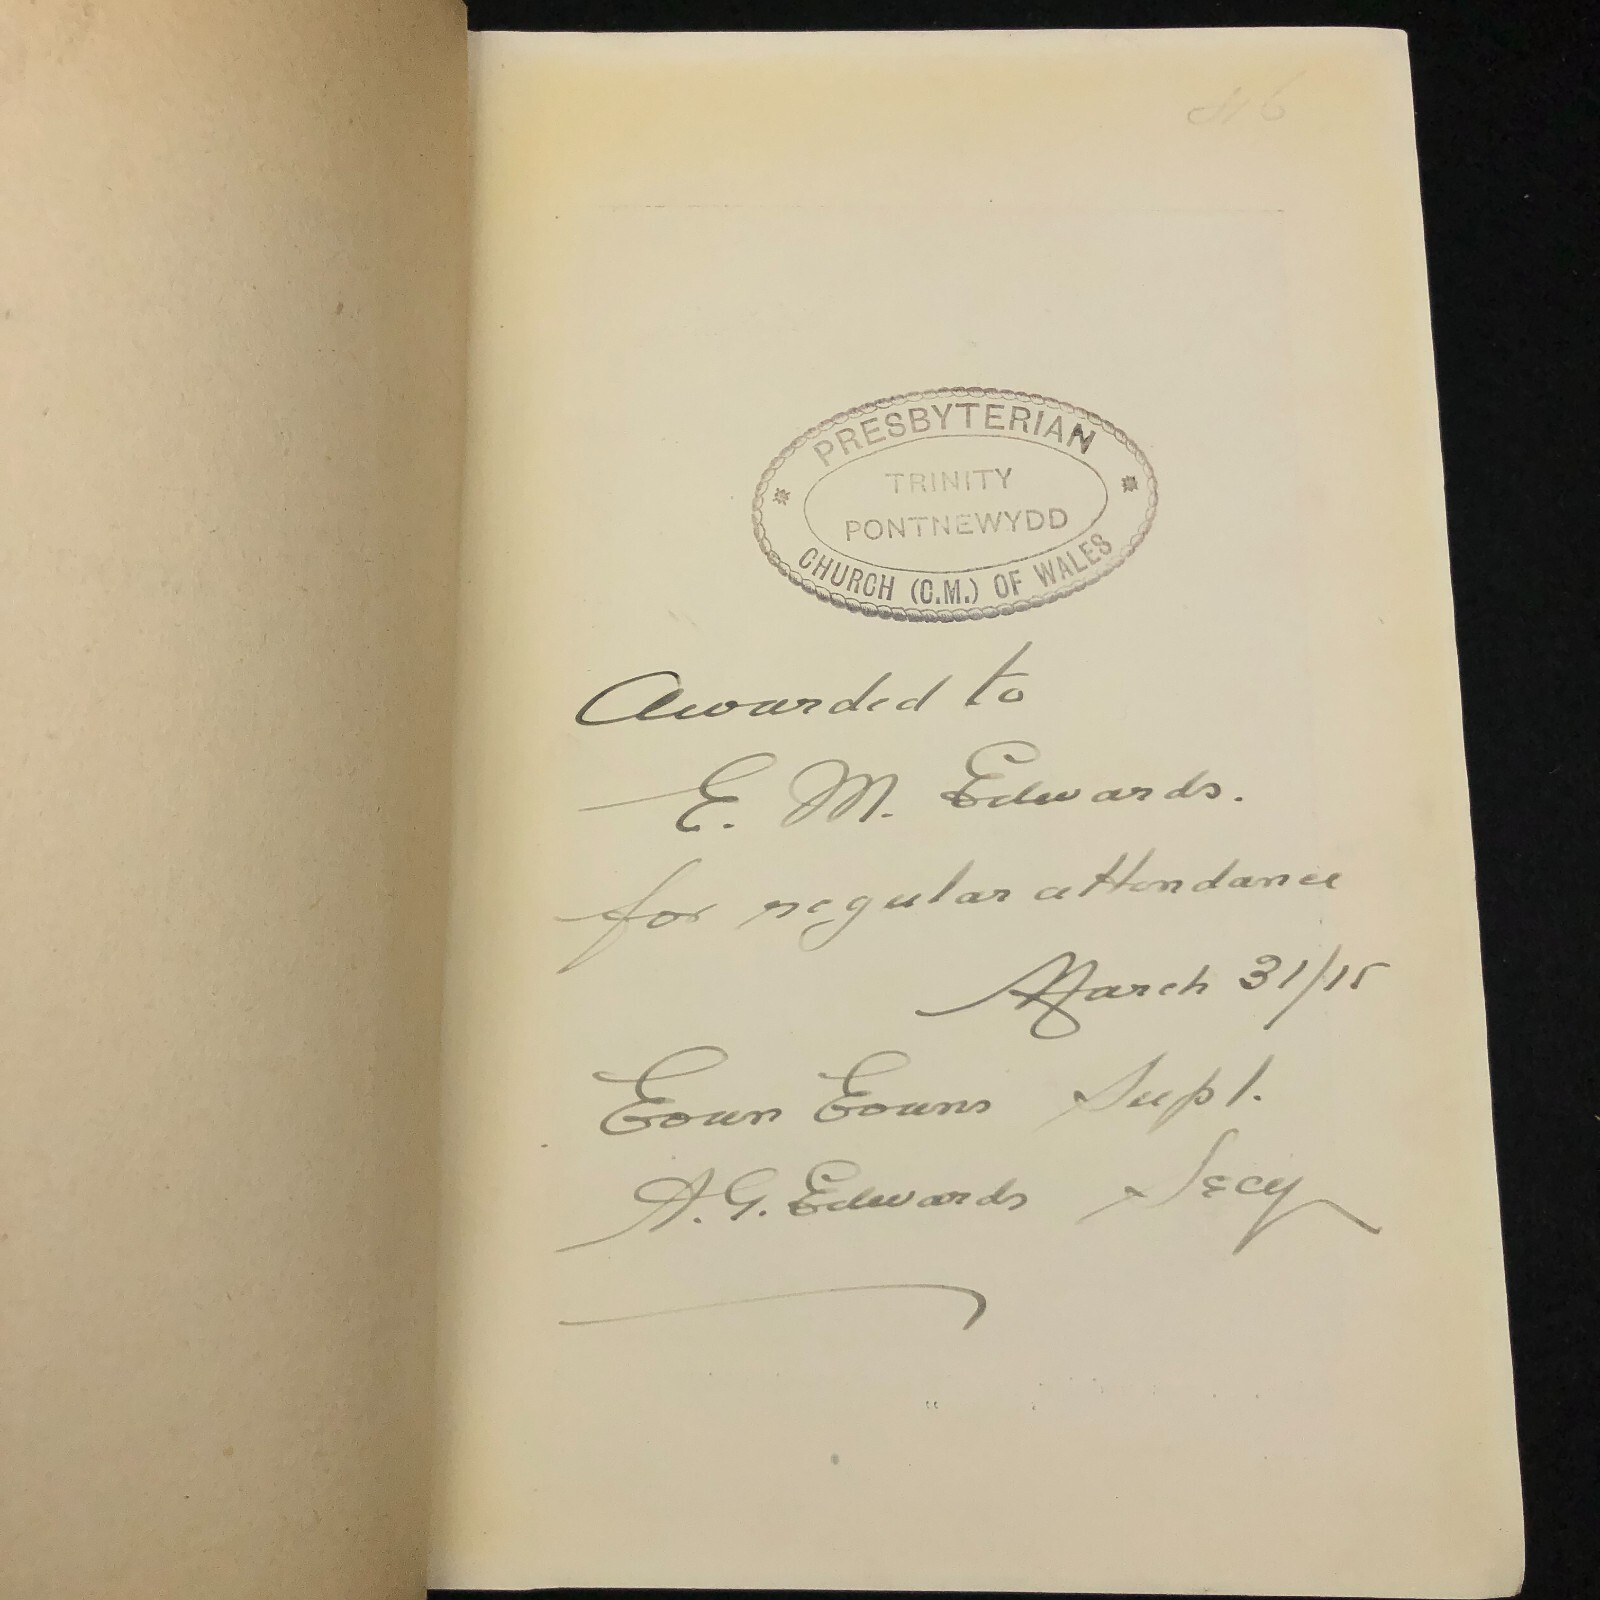 PRESBYTERIAN
TRINITY
PONTNEWYDD
CHURCH (C.M.) OF WALES
Awarded to
E. M. Edwards.
for regular attendance
March 31/15
Evan Evans Supt.
A. G. Edwards Secy